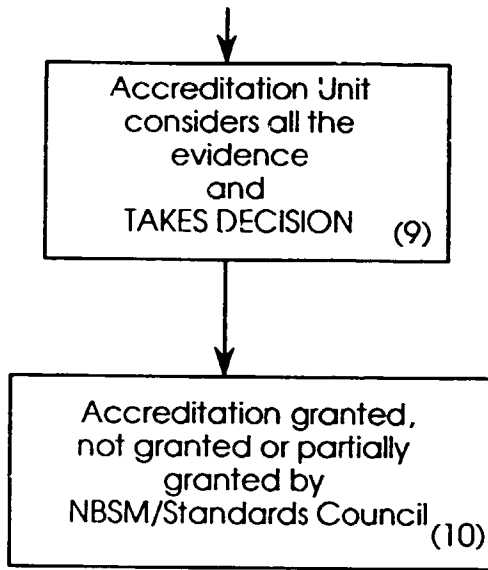 Accreditation Unit
considers all the
evidence
and
TAKES DECISION
(9)
Accreditation granted,
not granted or partially
granted by
NBSM/Standards Council
(10)